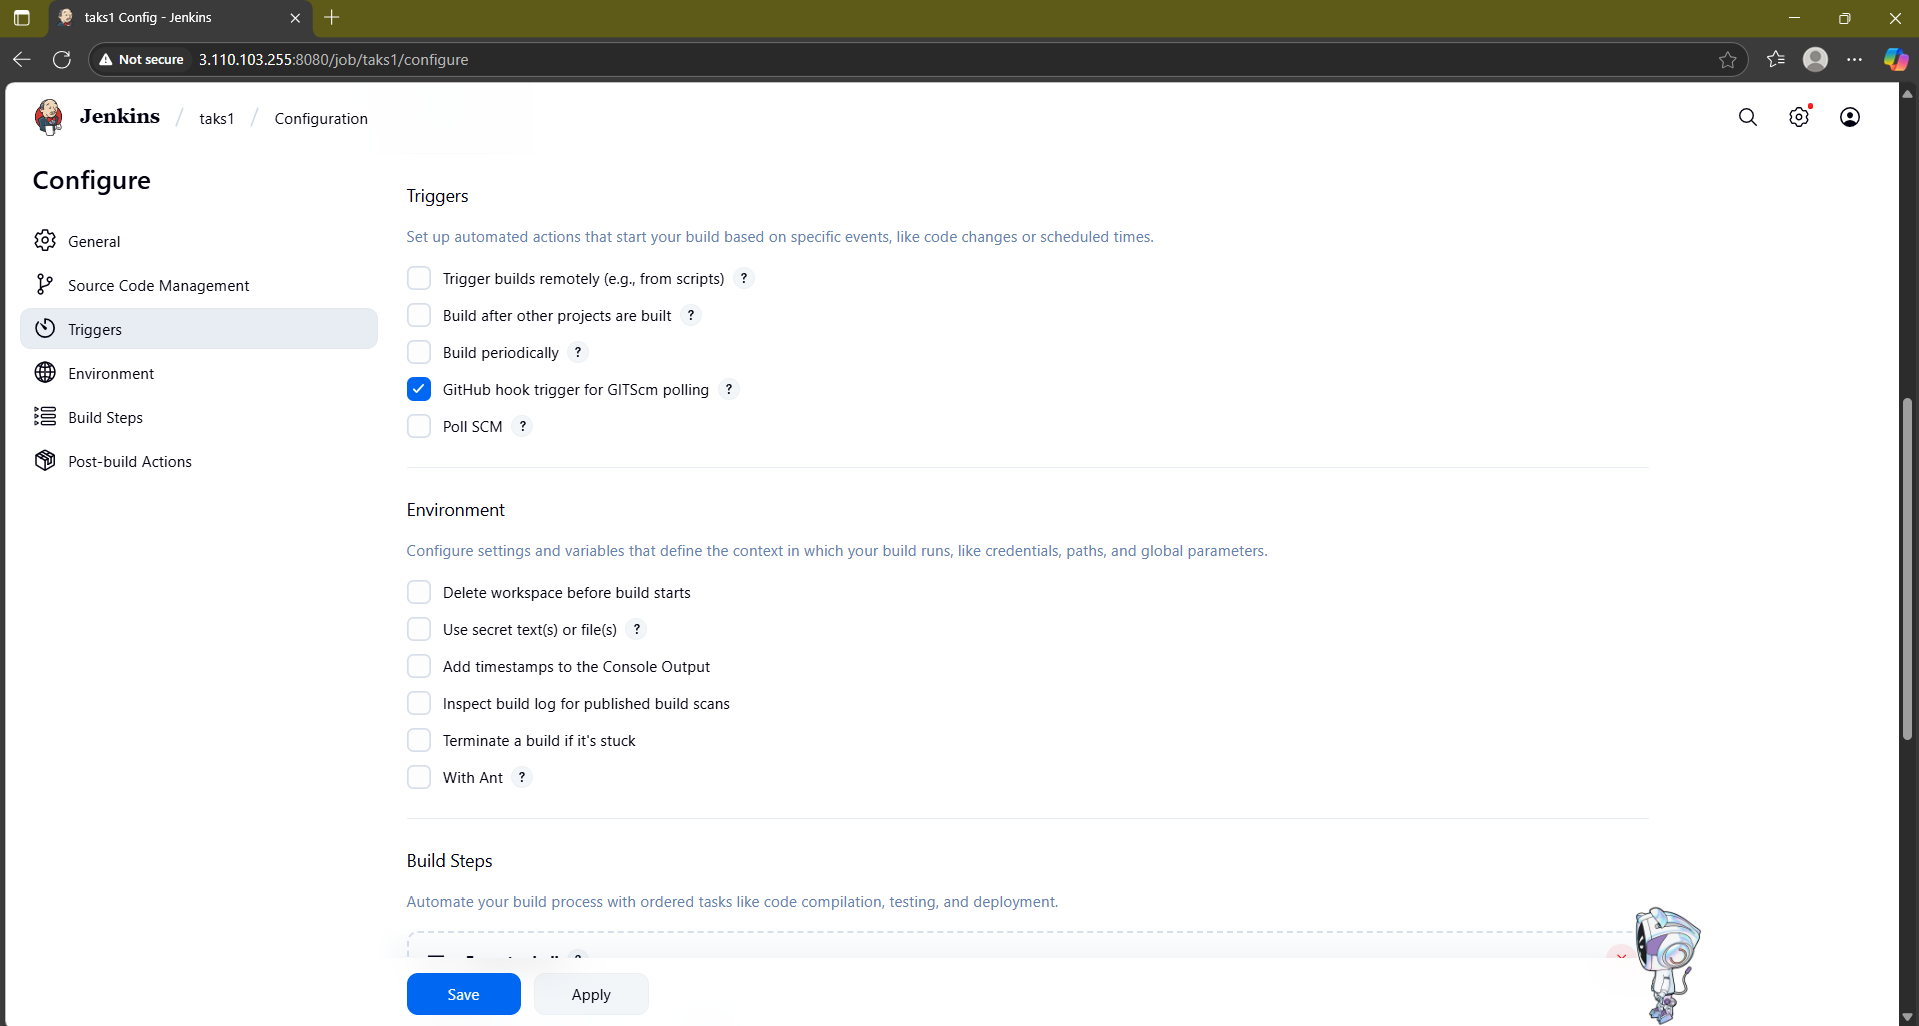 taks1 Config - Jenkins
Not secure 3.110.103.255:8080/job/taks1/configure
Jenkins / taks1 / Configuration
Configure
General
Source Code Management
Triggers
Environment
Build Steps
Post-build Actions
Triggers
Set up automated actions that start your build based on specific events, like code changes or scheduled times.
Trigger builds remotely (e.g., from scripts) ?
Build after other projects are built ?
Build periodically ?
GitHub hook trigger for GITScm polling ?
Poll SCM ?
Environment
Configure settings and variables that define the context in which your build runs, like credentials, paths, and global parameters.
Delete workspace before build starts
Use secret text(s) or file(s) ?
Add timestamps to the Console Output
Inspect build log for published build scans
Terminate a build if it's stuck
With Ant ?
Build Steps
Automate your build process with ordered tasks like code compilation, testing, and deployment.
Save
Apply